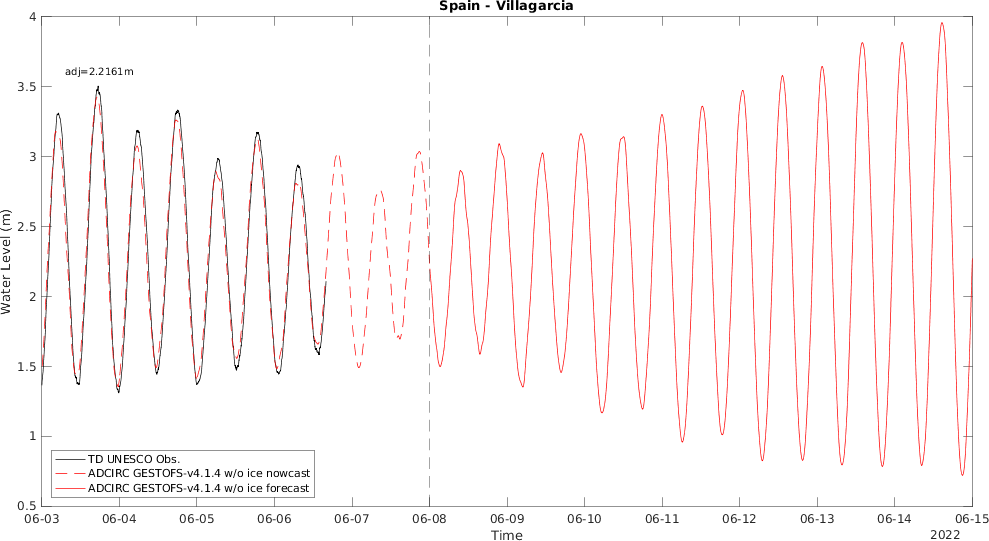 Spain - Villagarcia
adj=2.2161m
4
3.5
3
2.5
2
1.5
1
0.5
Water Level (m)
TD UNESCO Obs.
ADCIRC GESTOFS-v4.1.4 w/o ice nowcast
ADCIRC GESTOFS-v4.1.4 w/o ice forecast
06-03 06-04 06-05 06-06 06-07 06-08 06-09 06-10 06-11 06-12 06-13 06-14 06-15
Time
2022